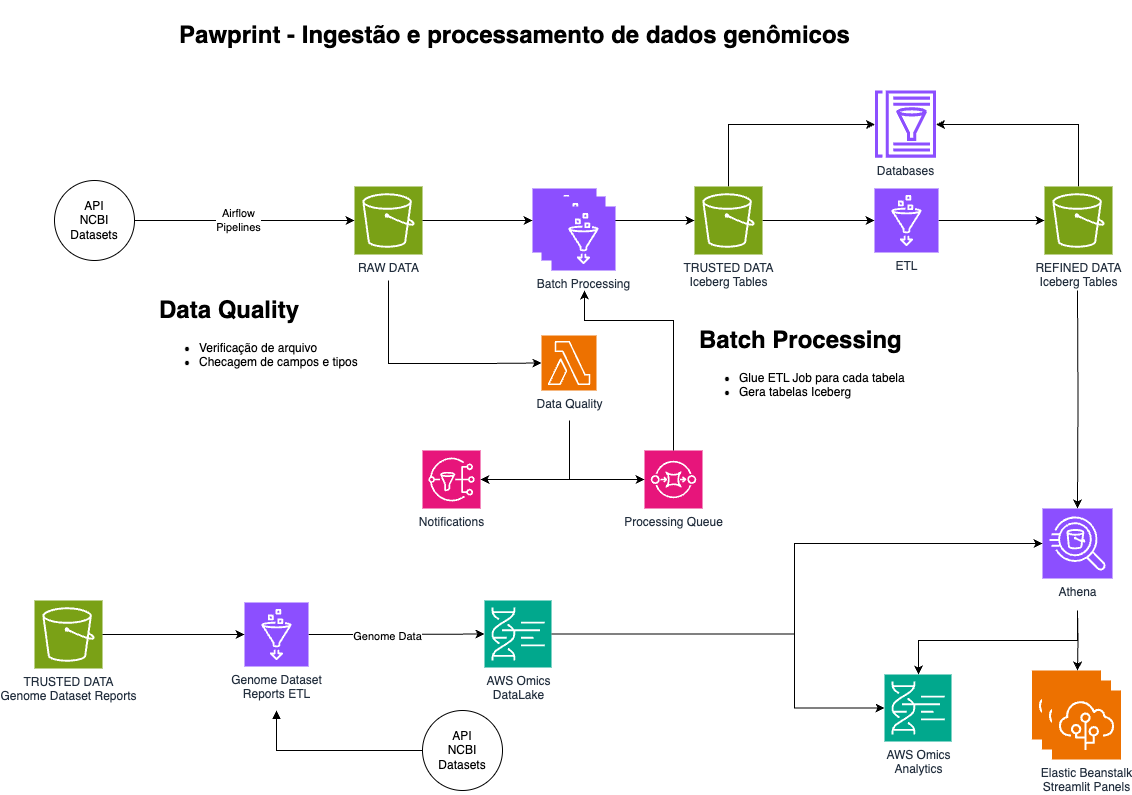 Pawprint - Ingestão e processamento de dados genômicos
Databases
API
NCBI
Datasets
Airflow
Pipelines
RAW DATA
Batch Processing
TRUSTED DATA
Iceberg Tables
ETL
REFINED DATA
Iceberg Tables
Data Quality
Verificação de arquivo
Checagem de campos e tipos
Data Quality
Batch Processing
Glue ETL Job para cada tabela
Gera tabelas Iceberg
Notifications
Processing Queue
Athena
TRUSTED DATA
Genome Dataset Reports
Genome Dataset
Reports ETL
Genome Data
AWS Omics
DataLake
API
NCBI
Datasets
AWS Omics
Analytics
Elastic Beanstalk
Streamlit Panels